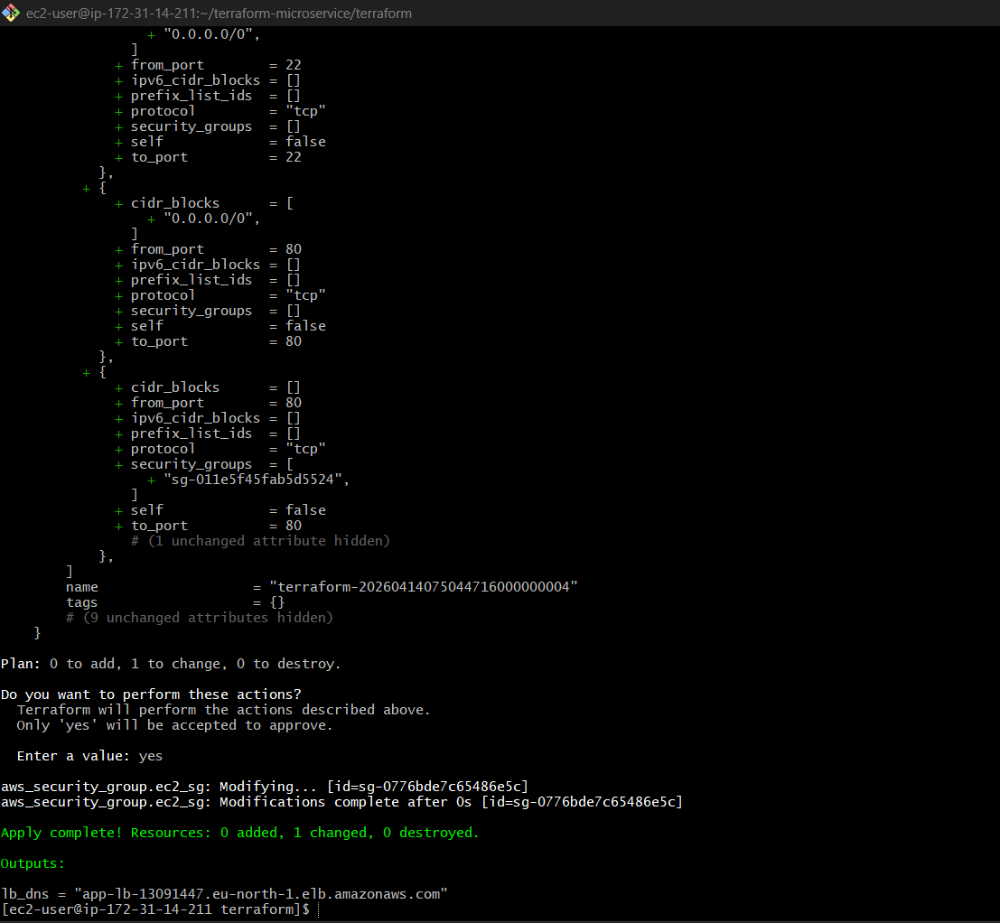 ec2-user@ip-172-31-14-211:~/terraform-microservice/terraform
+ "0.0.0.0/0",
]
+ from_port        = 22
+ ipv6_cidr_blocks = []
+ prefix_list_ids  = []
+ protocol         = "tcp"
+ security_groups  = []
+ self             = false
+ to_port          = 22
},
+ {
+ cidr_blocks      = [
+ "0.0.0.0/0",
]
+ from_port        = 80
+ ipv6_cidr_blocks = []
+ prefix_list_ids  = []
+ protocol         = "tcp"
+ security_groups  = []
+ self             = false
+ to_port          = 80
},
+ {
+ cidr_blocks      = []
+ from_port        = 80
+ ipv6_cidr_blocks = []
+ prefix_list_ids  = []
+ protocol         = "tcp"
+ security_groups  = [
+ "sg-011e5f45fab5d5524",
]
+ self             = false
+ to_port          = 80
# (1 unchanged attribute hidden)
},
]
name                   = "terraform-20260414075044716000000004"
tags                   = {}
# (9 unchanged attributes hidden)
}
Plan: 0 to add, 1 to change, 0 to destroy.
Do you want to perform these actions?
Terraform will perform the actions described above.
Only 'yes' will be accepted to approve.
Enter a value: yes
aws_security_group.ec2_sg: Modifying... [id=sg-0776bde7c65486e5c]
aws_security_group.ec2_sg: Modifications complete after 0s [id=sg-0776bde7c65486e5c]
Apply complete! Resources: 0 added, 1 changed, 0 destroyed.
Outputs:
lb_dns = "app-lb-13091447.eu-north-1.elb.amazonaws.com"
[ec2-user@ip-172-31-14-211 terraform]$